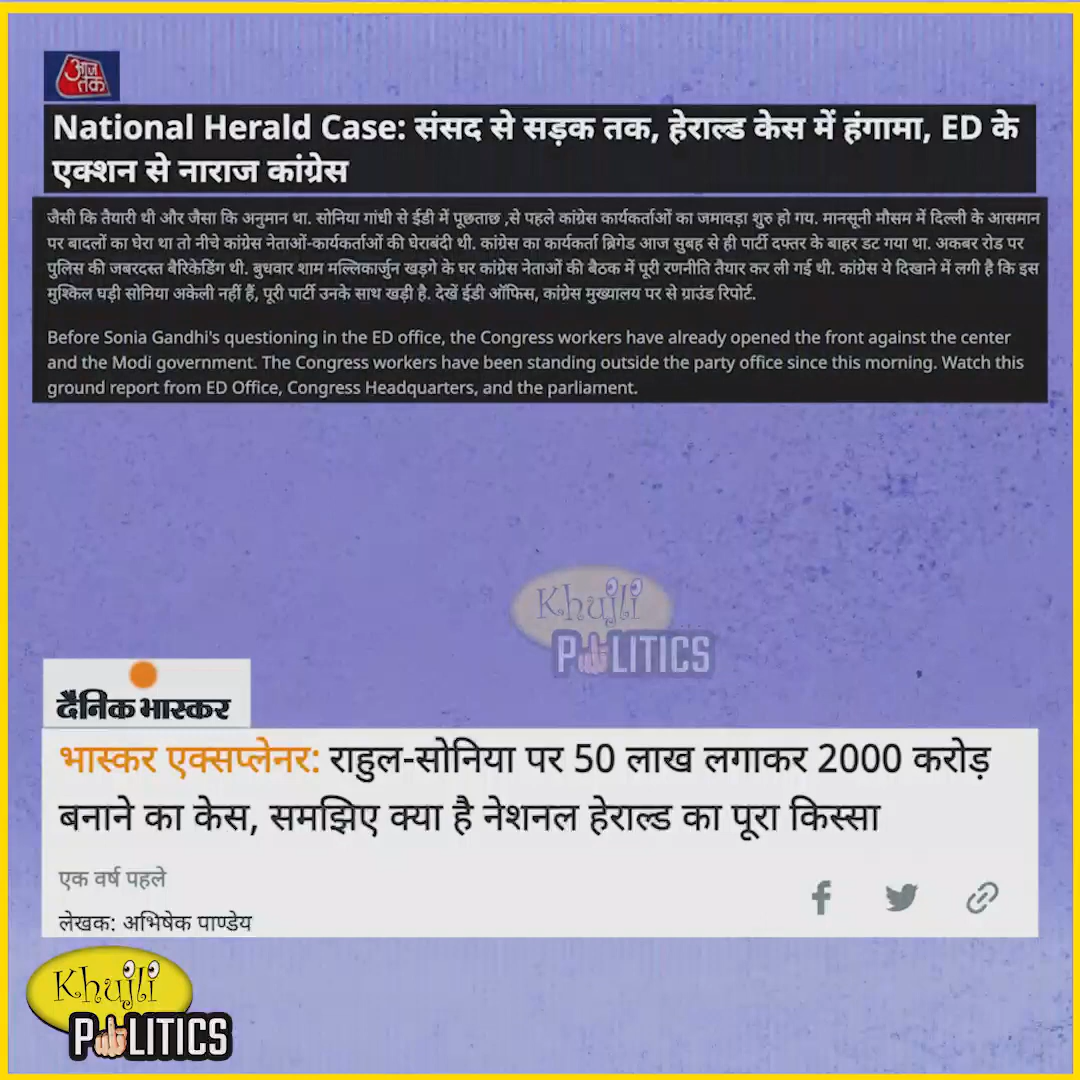 आज
तक
National Herald Case: संसद से सड़क तक, हेराल्ड केस में हंगामा, ED के
एक्शन से नाराज कांग्रेस
जैसी कि तैयारी थी और जैसा कि अनुमान था. सोनिया गांधी से ईडी में पूछताछ ,से पहले कांग्रेस कार्यकर्ताओं का जमावड़ा शुरु हो गय. मानसूनी मौसम में दिल्ली के आसमान
पर बादलों का घेरा था तो नीचे कांग्रेस नेताओं-कार्यकर्ताओं की घेराबंदी थी. कांग्रेस का कार्यकर्ता ब्रिगेड आज सुबह से ही पार्टी दफ्तर के बाहर डट गया था. अकबर रोड पर
पुलिस की जबरदस्त बैरिकेडिंग थी. बुधवार शाम मल्लिकार्जुन खड़गे के घर कांग्रेस नेताओं की बैठक में पूरी रणनीति तैयार कर ली गई थी. कांग्रेस ये दिखाने में लगी है कि इस
मुश्किल घड़ी सोनिया अकेली नहीं हैं, पूरी पार्टी उनके साथ खड़ी है. देखें ईडी ऑफिस, कांग्रेस मुख्यालय पर से ग्राउंड रिपोर्ट.
Before Sonia Gandhi's questioning in the ED office, the Congress workers have already opened the front against the center
and the Modi government. The Congress workers have been standing outside the party office since this morning. Watch this
ground report from ED Office, Congress Headquarters, and the parliament.
Khujli
POLITICS
दैनिक भास्कर
भास्कर एक्सप्लेनर: राहुल-सोनिया पर 50 लाख लगाकर 2000 करोड़
बनाने का केस, समझिए क्या है नेशनल हेराल्ड का पूरा किस्सा
एक वर्ष पहले
लेखक: अभिषेक पाण्डेय
Khujli
POLITICS